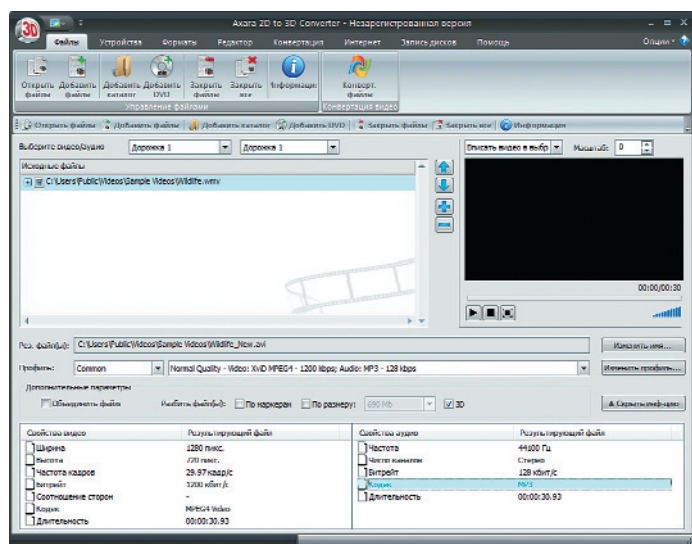 3D
Axara 2D to 3D Converter - Незарегистрованная версия
Файлы Устройства Форматы Редактор Конвертация Интернет Запись дисков Помощь Опции
Открыть файлы Добавить файлы Добавить каталог Добавить DVD Закрыть файлы Закрыть все Информация Конверт. файлы
Управление файлами Конвертация видео
Открыть файлы Добавить файлы Добавить каталог Добавить DVD Закрыть файлы Закрыть все Информация
Выберите видео/аудио Дорожка 1 Дорожка 1 Вписать видео в выбр Масштаб: 0
Исходные файлы
C:\Users\Public\Videos\Sample Videos\Wildlife.wmv
00:00/00:30
Рез. файл(ы): C:\Users\Public\Videos\Sample Videos\Wildlife_New.avi Изменить имя...
Профиль: Common Normal Quality - Video: XviD MPEG4 - 1200 kbps; Audio: MP3 - 128 kbps Изменить профиль...
Дополнительные параметры
Объединить файлы Разбить файл(ы): По маркерам По размеру: 690 Mb 3D Скрыть инф-цию
Свойства видео Результирующий файл Свойства аудио Результирующий файл
Ширина 1280 пикс. Частота 44100 Гц
Высота 720 пикс. Число каналов Стерео
Частота кадров 29.97 кадр/с Битрейт 128 кбит/с
Битрейт 1200 кбит/с Кодек MP3
Соотношение сторон - Длительность 00:00:30.93
Кодек MPEG4 Video
Длительность 00:00:30.93